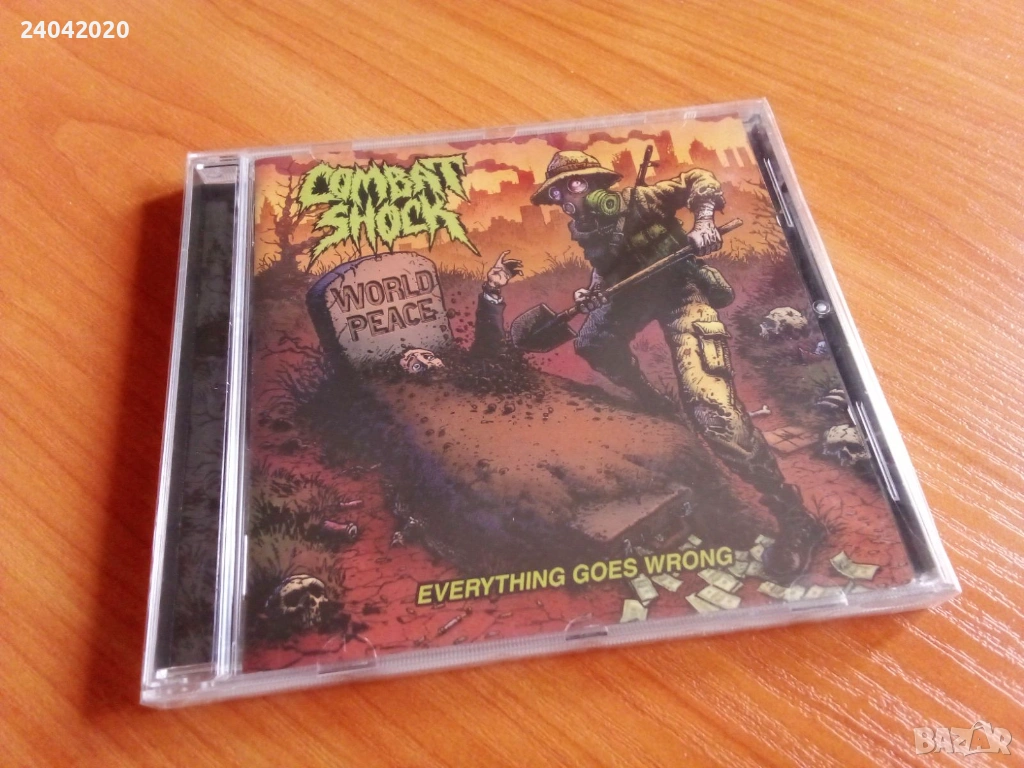 24042020
COMBAT
SHOCK
WORLD
PEACE
EVERYTHING GOES WRONG
BAZAR